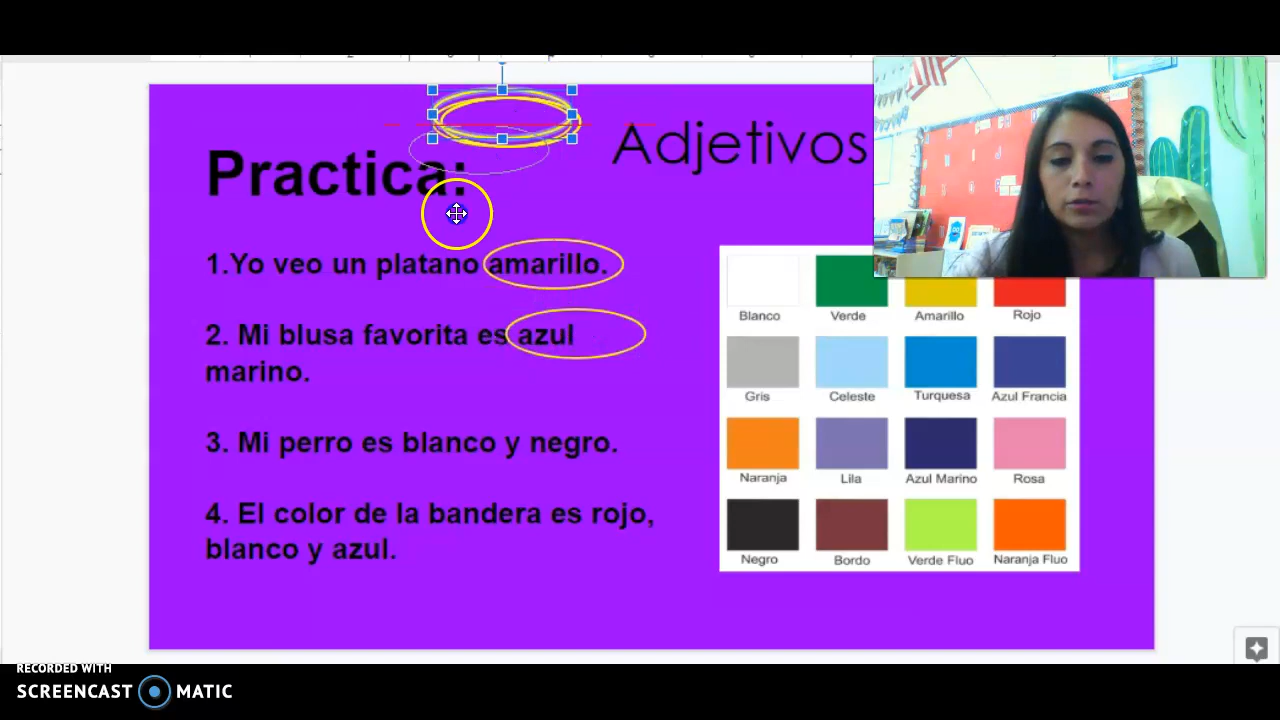 Adjetivos
Practica:
1.Yo veo un platano amarillo.
2. Mi blusa favorita es azul
marino.
3. Mi perro es blanco y negro.
4. El color de la bandera es rojo,
blanco y azul.
Blanco Verde Amarillo Rojo
Gris Celeste Turquesa Azul Francia
Naranja Lila Azul Marino Rosa
Negro Bordo Verde Fluo Naranja Fluo
RECORDED WITH
SCREENCAST MATIC